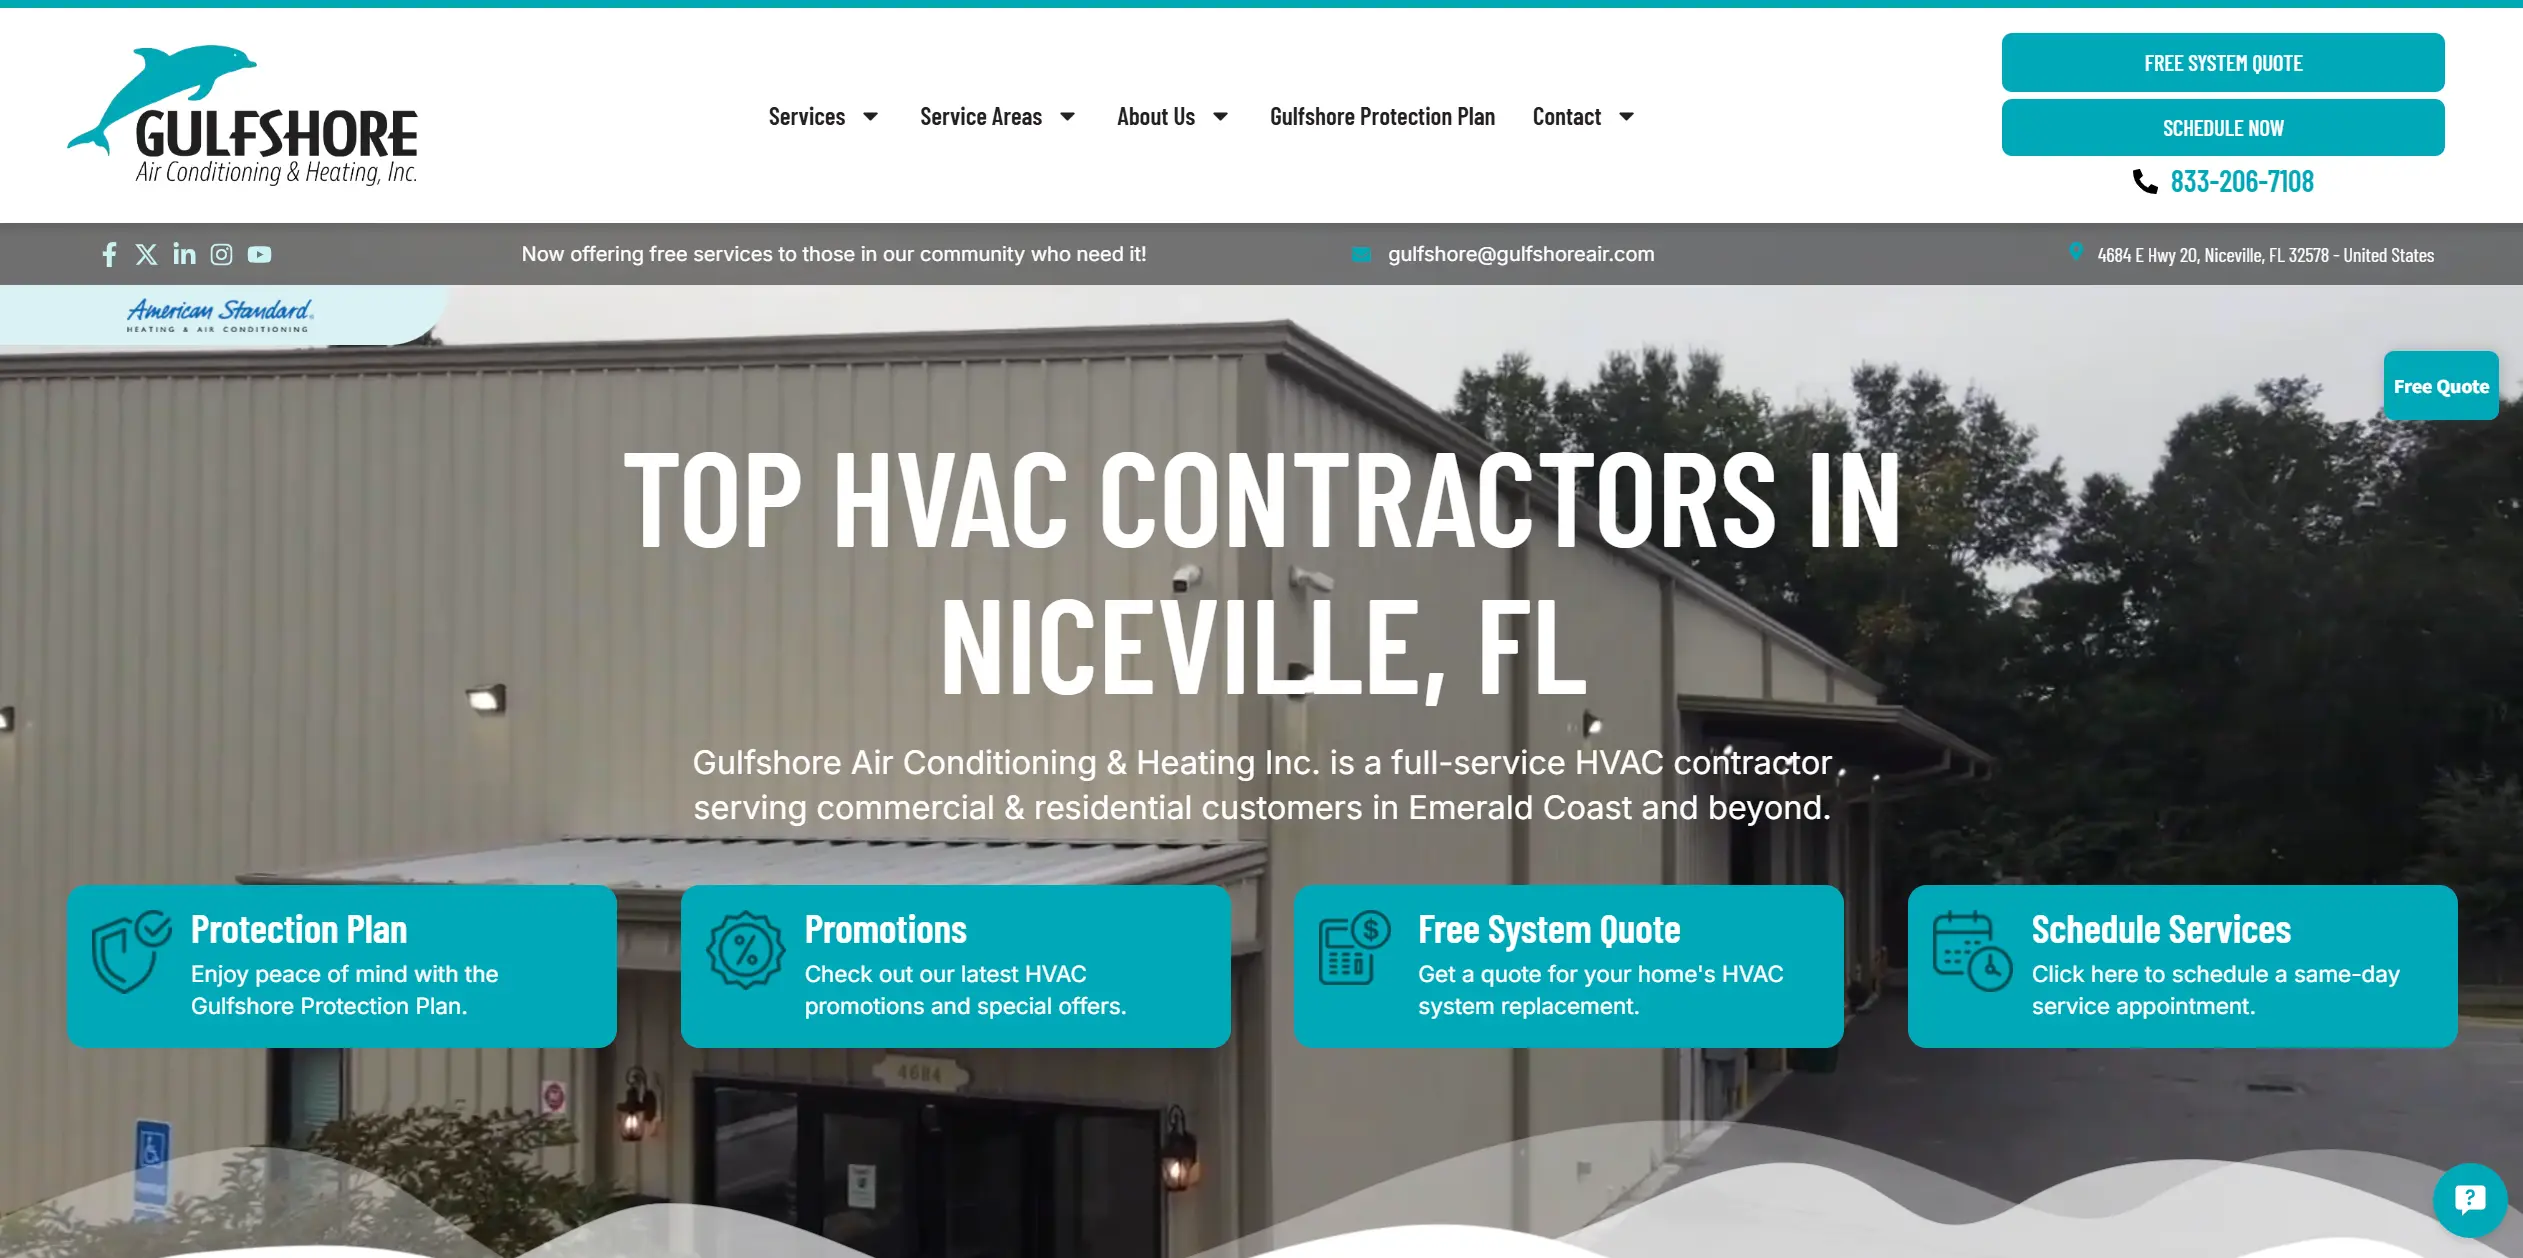 GULFSHORE
Air Conditioning & Heating, Inc.
Services
Service Areas
About Us
Gulfshore Protection Plan
Contact
FREE SYSTEM QUOTE
SCHEDULE NOW
833-206-7108
Now offering free services to those in our community who need it!
gulfshore@gulfshoreair.com
4684 E Hwy 20, Niceville, FL 32578 - United States
American Standard
HEATING & AIR CONDITIONING
Free Quote
TOP HVAC CONTRACTORS IN
NICEVILLE, FL
Gulfshore Air Conditioning & Heating Inc. is a full-service HVAC contractor
serving commercial & residential customers in Emerald Coast and beyond.
Protection Plan
Enjoy peace of mind with the
Gulfshore Protection Plan.
Promotions
Check out our latest HVAC
promotions and special offers.
Free System Quote
Get a quote for your home's HVAC
system replacement.
Schedule Services
Click here to schedule a same-day
service appointment.
4684